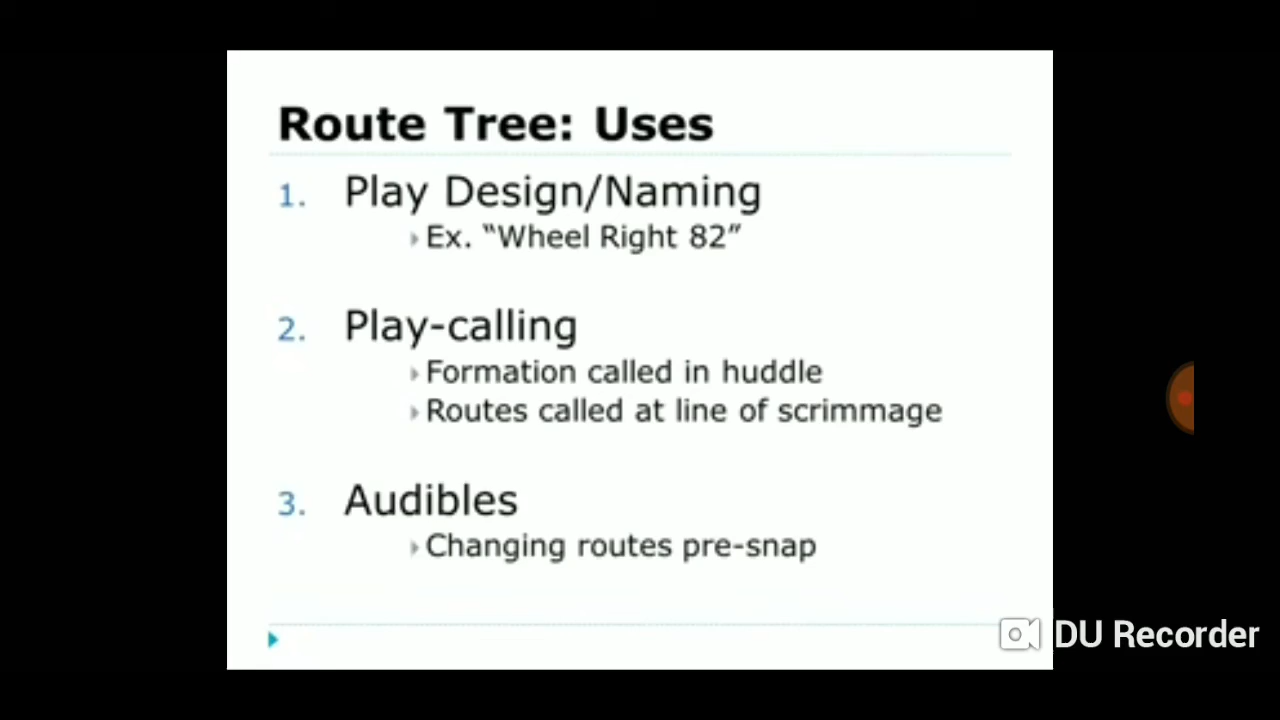 Route Tree: Uses
1. Play Design/Naming
Ex. “Wheel Right 82”
2. Play-calling
Formation called in huddle
Routes called at line of scrimmage
3. Audibles
Changing routes pre-snap
DU Recorder